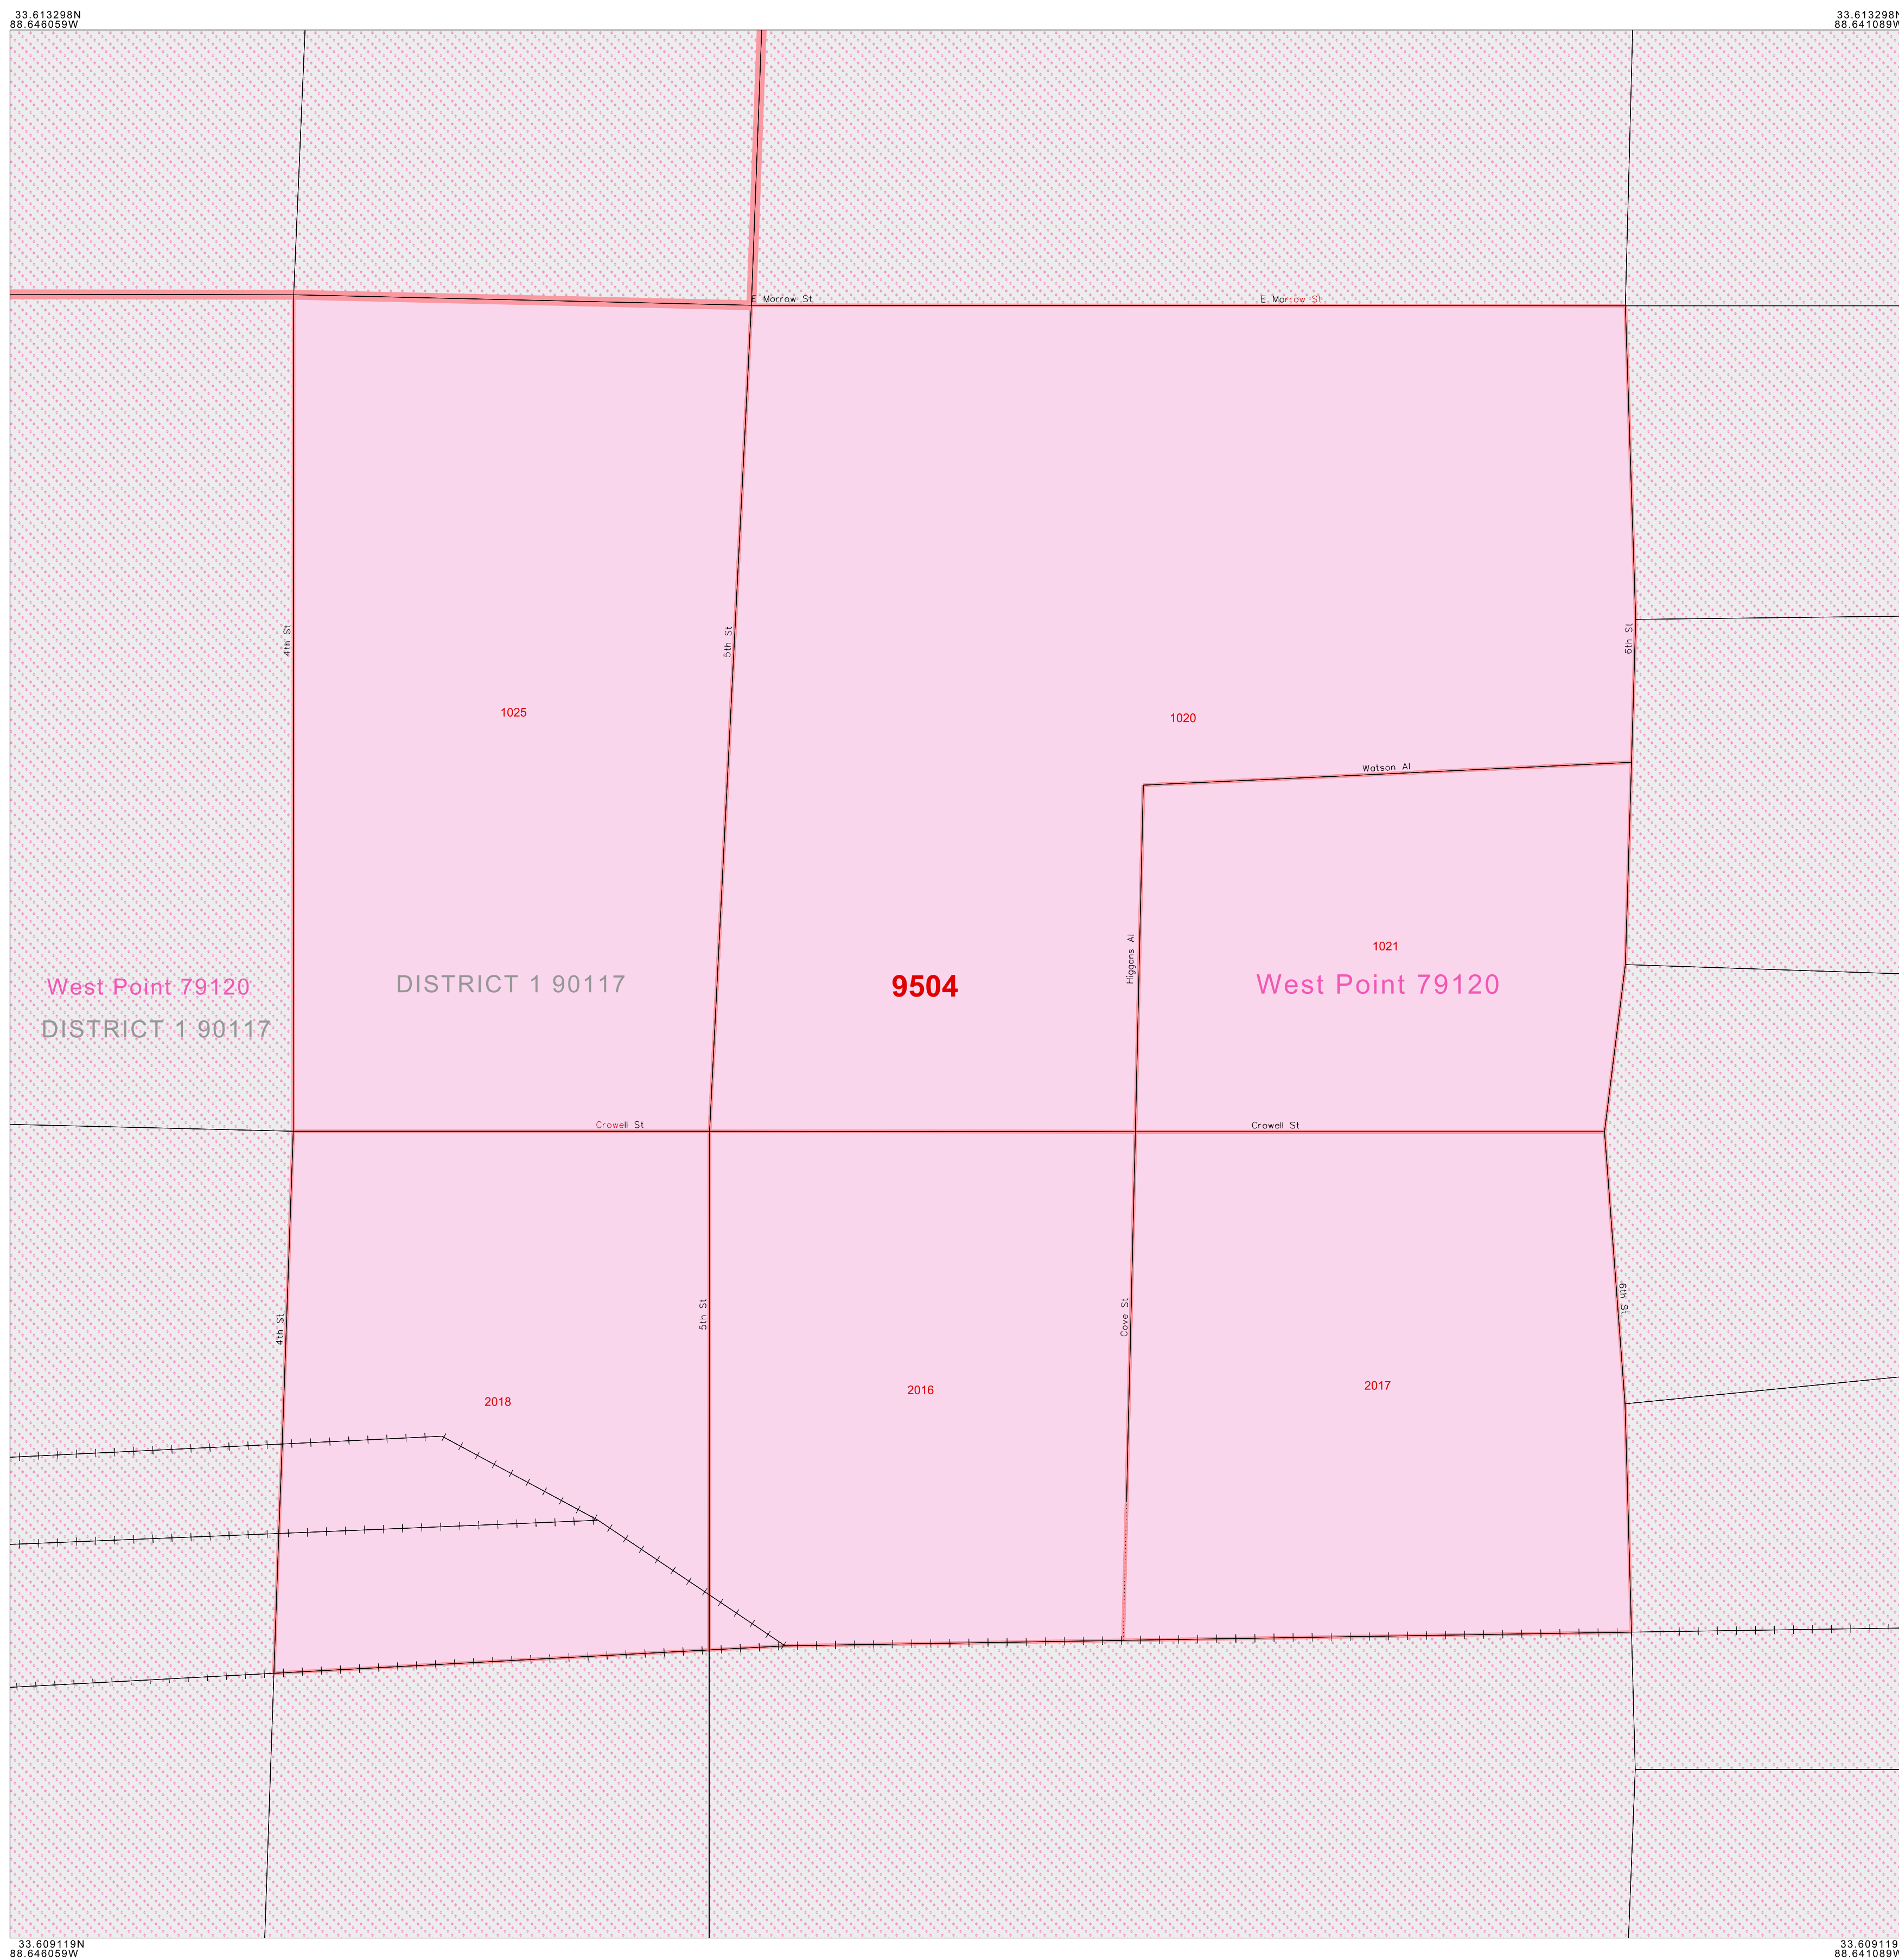 33.613298N
88.646059W
33.613298N
88.641089W
E Morrow St
E Morrow St
4th St
5th St
6th St
1025
1020
Watson Al
Higgens Al
1021
West Point 79120
DISTRICT 1 90117
9504
West Point 79120
DISTRICT 1 90117
Crowell St
Crowell St
4th St
5th St
Cove St
6th St
2018
2016
2017
33.609119N
88.646059W
33.609119
88.641089W